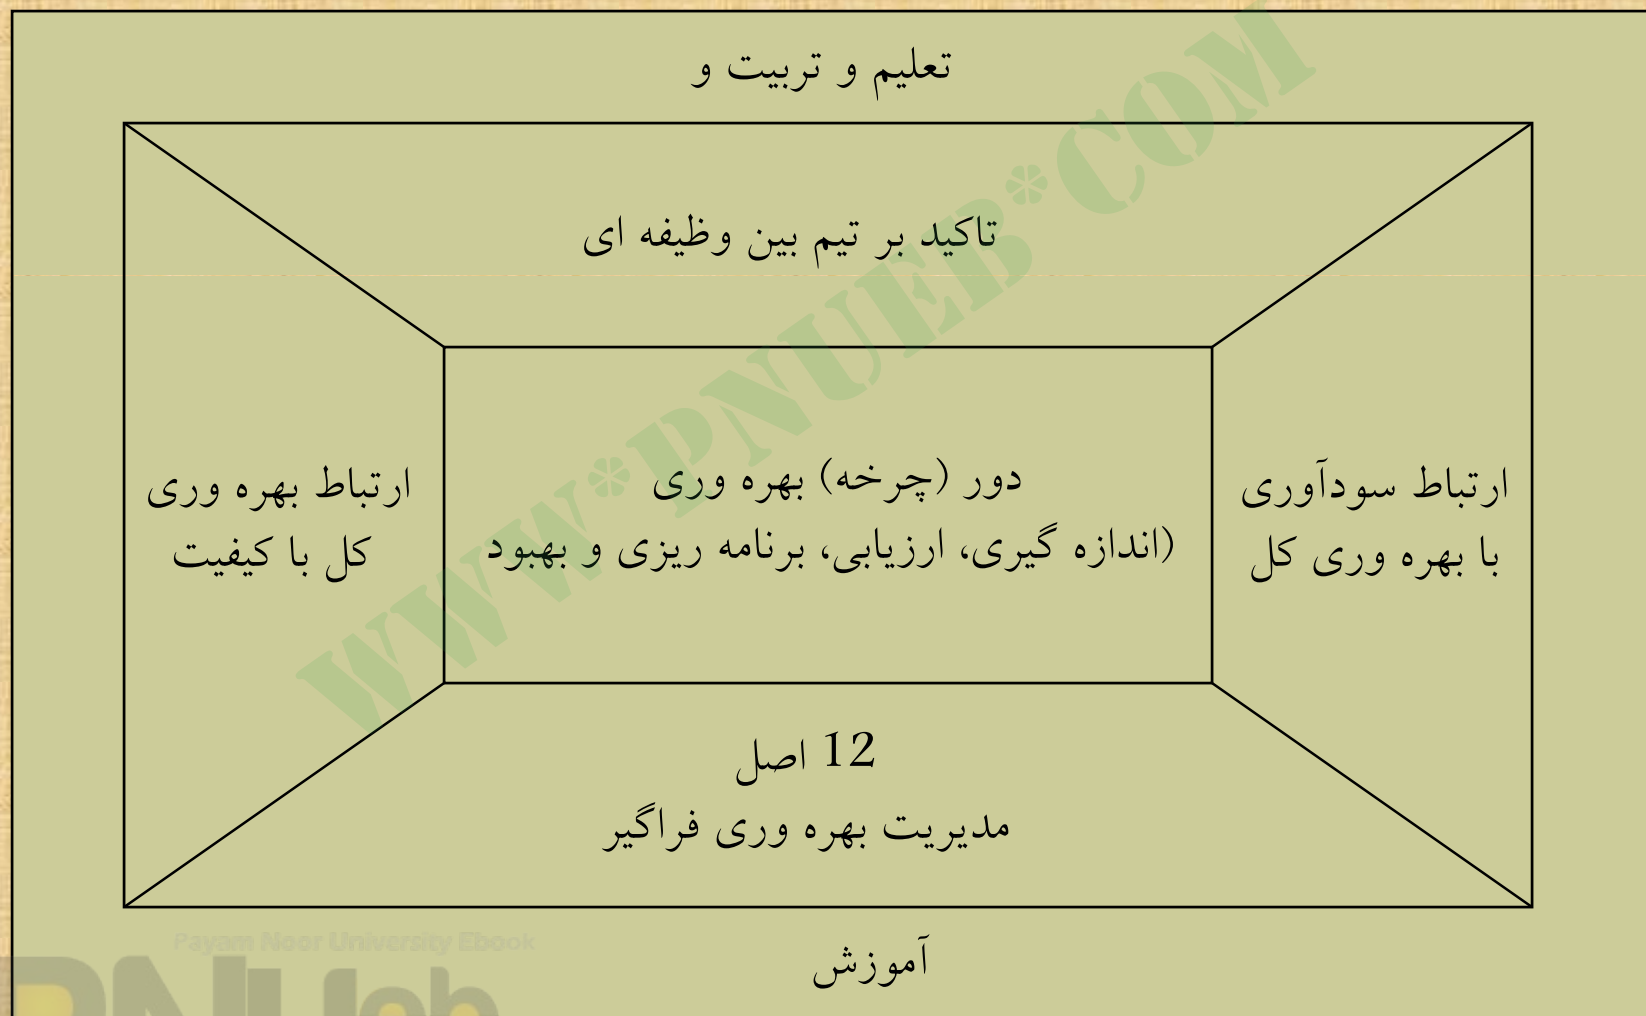 تعلیم و تربیت و
تاکید بر تیم بین وظیفه ای
ارتباط سودآوری
با بهره وری کل
دور (چرخه) بهره وری
(اندازه گیری، ارزیابی، برنامه ریزی و بهبود
ارتباط بهره وری
کل با کیفیت
12 اصل
مدیریت بهره وری فراگیر
آموزش
WWW*PNUEB*COM
Payam Noor University Ebook
PNUeb